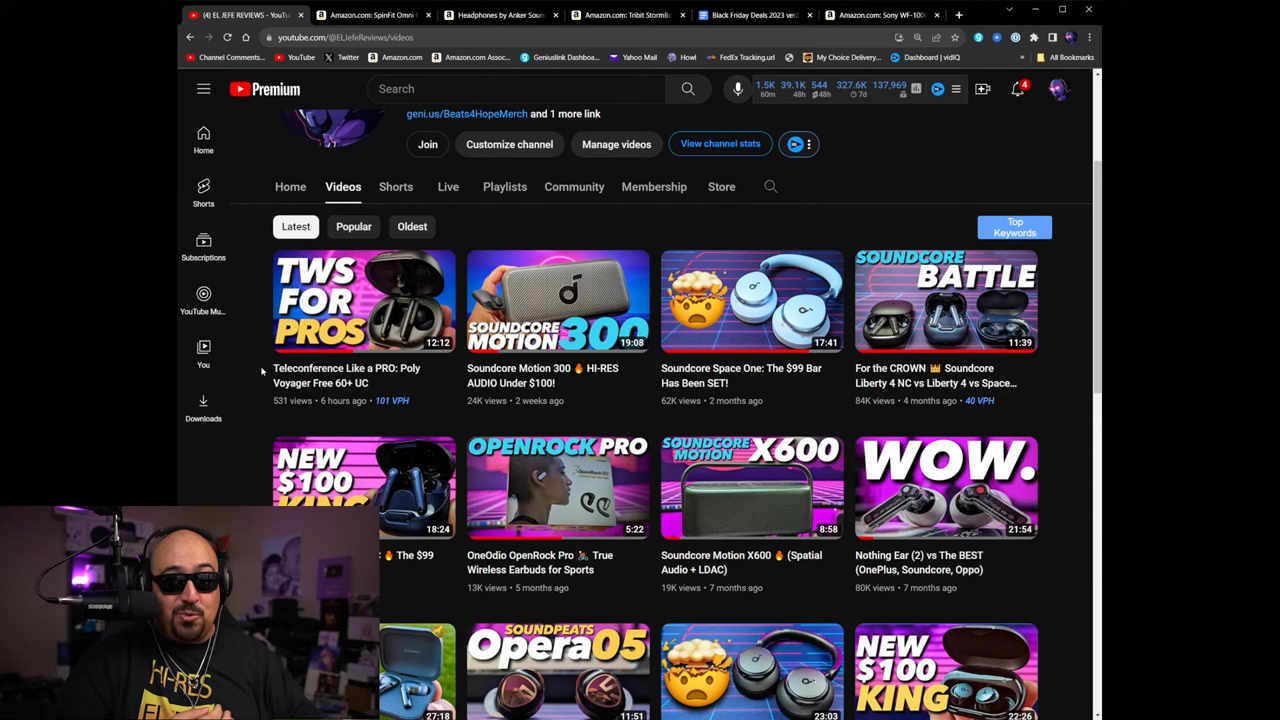 (4) EL JEFE REVIEWS - YouTu
Amazon.com: SpinFit Omni
Headphones by Anker Soun
Amazon.com: Tribit StormBo
Black Friday Deals 2023 ver
Amazon.com: Sony WF-100
youtube.com/@ELJefeReviews/videos
Channel Comments...
YouTube
Twitter
Amazon.com
Amazon.com Assoc...
Geniuslink Dashboa...
Yahoo Mail
Howl
FedEx Tracking.url
My Choice Delivery...
Dashboard | vidIQ
All Bookmarks
Premium
Search
1.5K 39.1K 544 327.6K 137,969
60m 48h 48h 7d
4
geni.us/Beats4HopeMerch and 1 more link
Join
Customize channel
Manage videos
View channel stats
Home
Shorts
Subscriptions
YouTube Mu...
You
Downloads
Home
Videos
Shorts
Live
Playlists
Community
Membership
Store
Latest
Popular
Oldest
Top
Keywords
TWS
FOR
PROS
12:12
Teleconference Like a PRO: Poly
Voyager Free 60+ UC
531 views • 6 hours ago • 101 VPH
SOUNDCORE
MOTION 300
19:08
Soundcore Motion 300 🔥 HI-RES
AUDIO Under $100!
24K views • 2 weeks ago
17:41
Soundcore Space One: The $99 Bar
Has Been SET!
62K views • 2 months ago
SOUNDCORE
BATTLE
11:39
For the CROWN 👑 Soundcore
Liberty 4 NC vs Liberty 4 vs Space...
84K views • 4 months ago • 40 VPH
NEW
$100
KING
18:24
🔥 The $99
OPENROCK PRO
5:22
OneOdio OpenRock Pro 🚴 True
Wireless Earbuds for Sports
13K views • 5 months ago
SOUNDCORE
MOTION X600
8:58
Soundcore Motion X600 🔥 (Spatial
Audio + LDAC)
19K views • 7 months ago
WOW.
21:54
Nothing Ear (2) vs The BEST
(OnePlus, Soundcore, Oppo)
80K views • 7 months ago
27:18
SOUNDPEATS
Opera05
11:51
23:03
NEW
$100
KING
22:26
SHURE
HI-RES